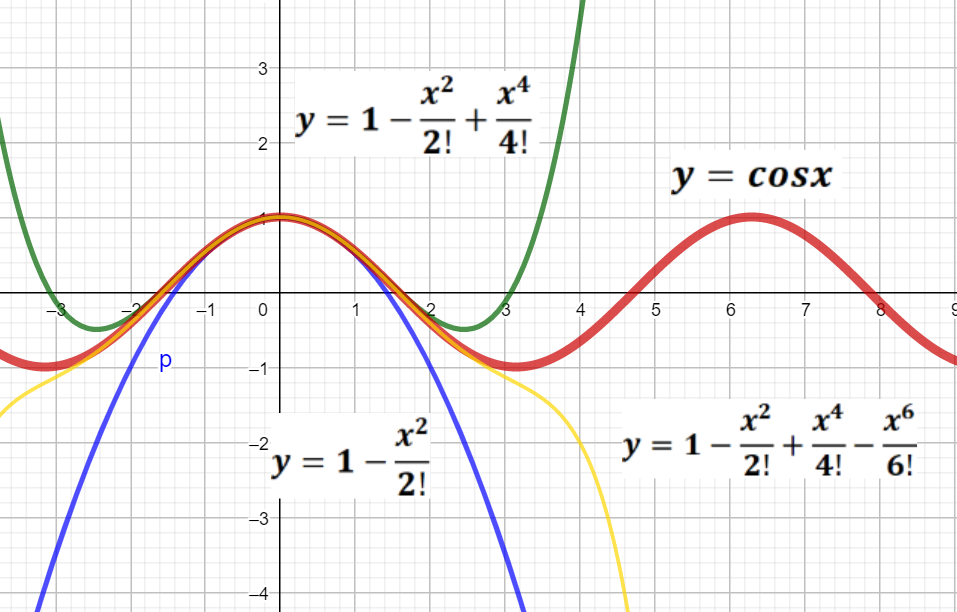 3
y = 1 − x²/2! + x⁴/4!
2
y = cosx
1
−3 −2 −1 0 1 2 3 4 5 6 7 8 9
p
−1
y = 1 − x²/2! + x⁴/4! − x⁶/6!
−2
y = 1 − x²/2!
−3
−4